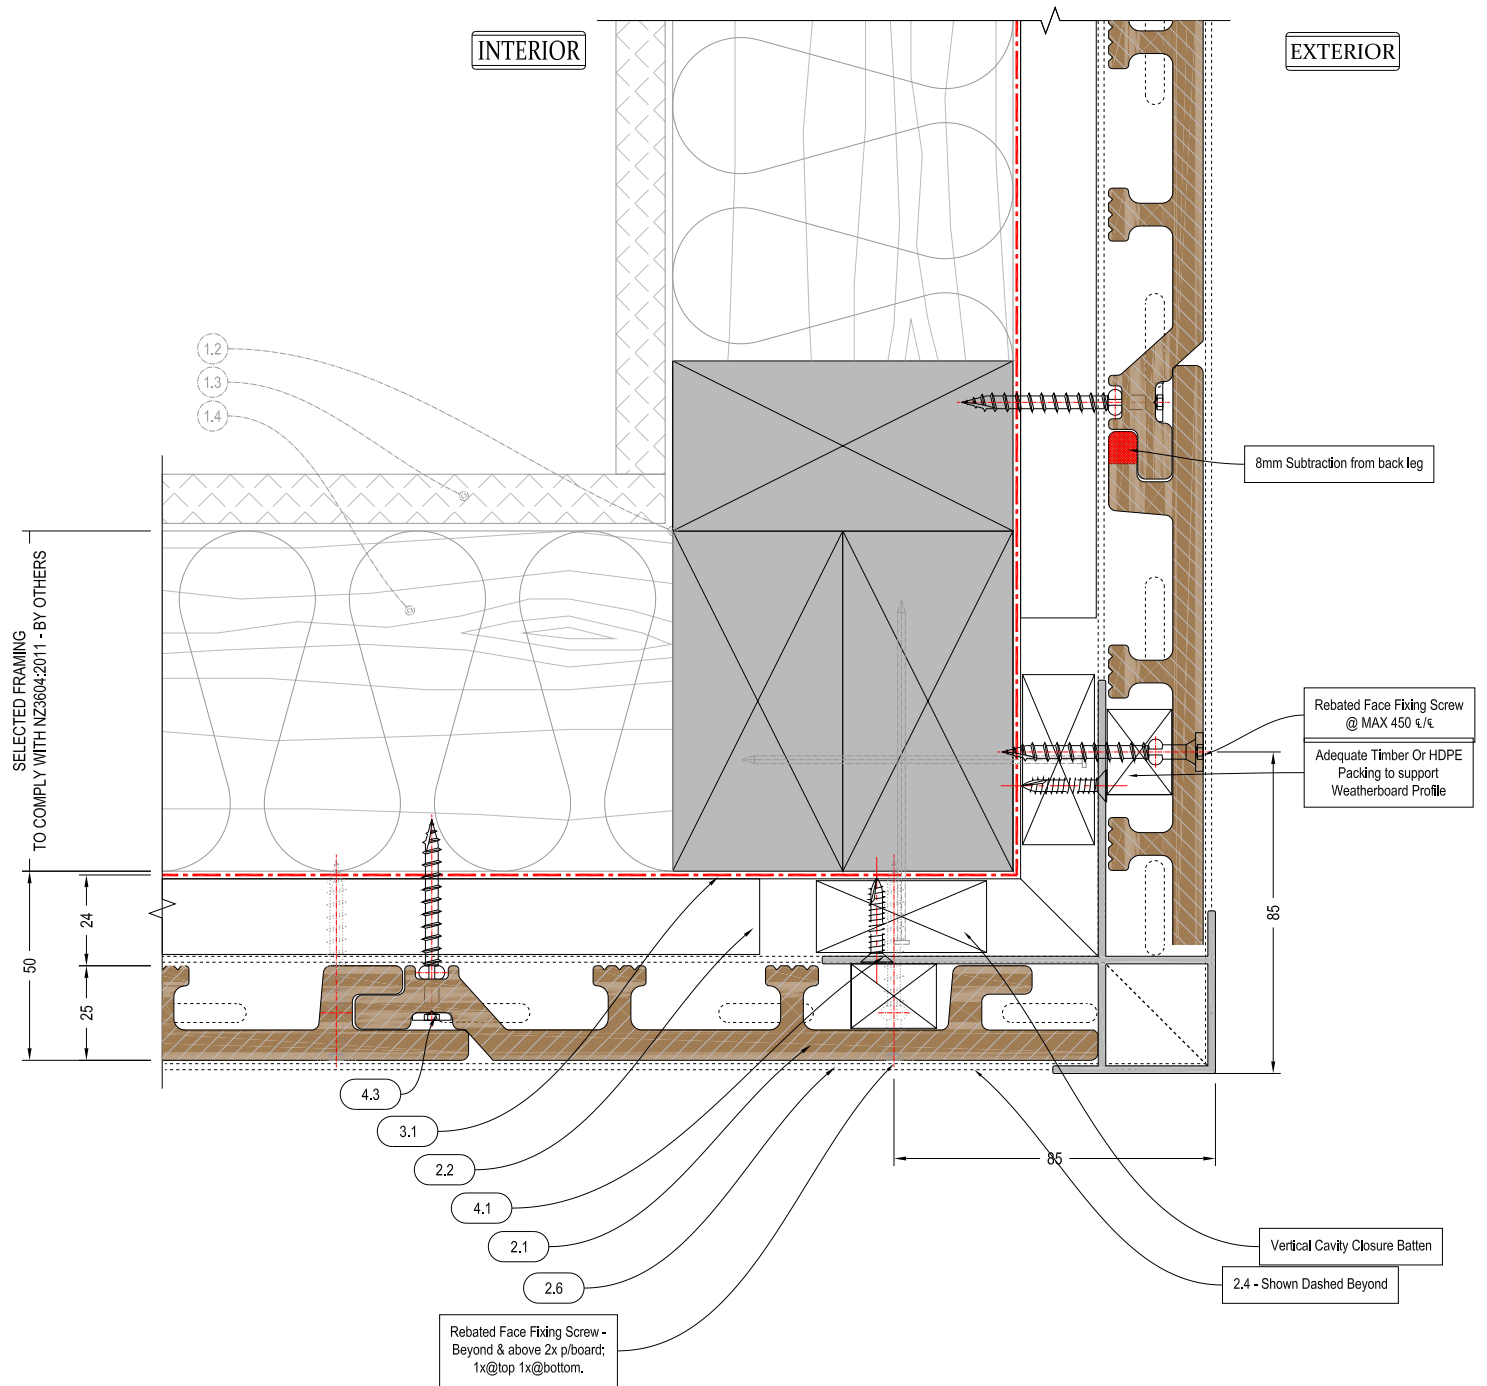 INTERIOR
EXTERIOR
1.2
1.3
1.4
8mm Subtraction from back leg
SELECTED FRAMING
TO COMPLY WITH NZ3604:2011 - BY OTHERS
Rebated Face Fixing Screw
@ MAX 450 ℄/℄
Adequate Timber Or HDPE
Packing to support
Weatherboard Profile
50
24
25
85
85
4.3
3.1
2.2
4.1
2.1
2.6
Vertical Cavity Closure Batten
2.4 - Shown Dashed Beyond
Rebated Face Fixing Screw -
Beyond & above 2x p/board;
1x@top 1x@bottom.